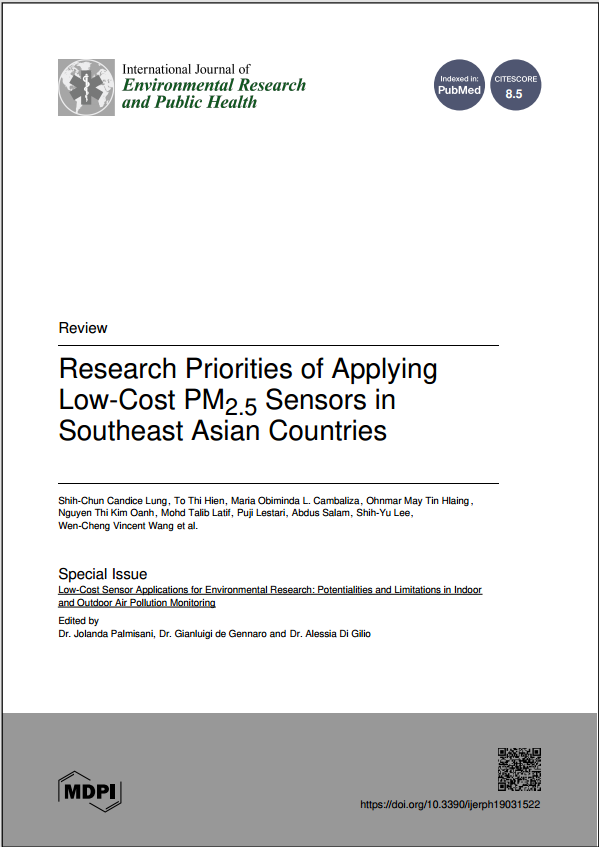 International Journal of
Environmental Research
and Public Health
Indexed in:
PubMed
CITESCORE
8.5
Review
Research Priorities of Applying
Low-Cost PM2.5 Sensors in
Southeast Asian Countries
Shih-Chun Candice Lung, To Thi Hien, Maria Obiminda L. Cambaliza, Ohnmar May Tin Hlaing,
Nguyen Thi Kim Oanh, Mohd Talib Latif, Puji Lestari, Abdus Salam, Shih-Yu Lee,
Wen-Cheng Vincent Wang et al.
Special Issue
Low-Cost Sensor Applications for Environmental Research: Potentialities and Limitations in Indoor
and Outdoor Air Pollution Monitoring
Edited by
Dr. Jolanda Palmisani, Dr. Gianluigi de Gennaro and Dr. Alessia Di Gilio
MDPI
https://doi.org/10.3390/ijerph19031522